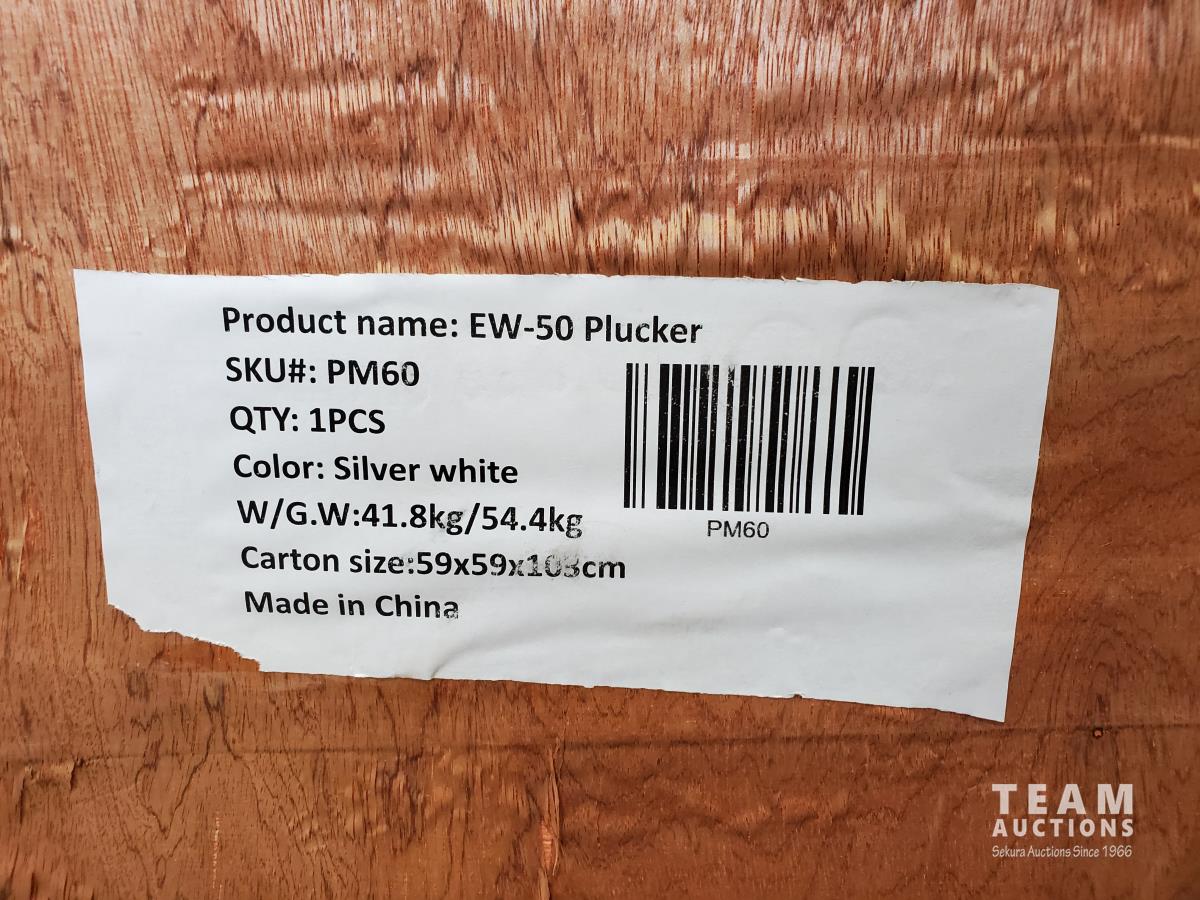 Product name: EW-50 Plucker
SKU#: PM60
QTY: 1PCS
Color: Silver white
W/G.W:41.8kg/54.4kg
Carton size:59x59x103cm
Made in China
PM60
TEAM
AUCTIONS
Sekura Auctions Since 1966